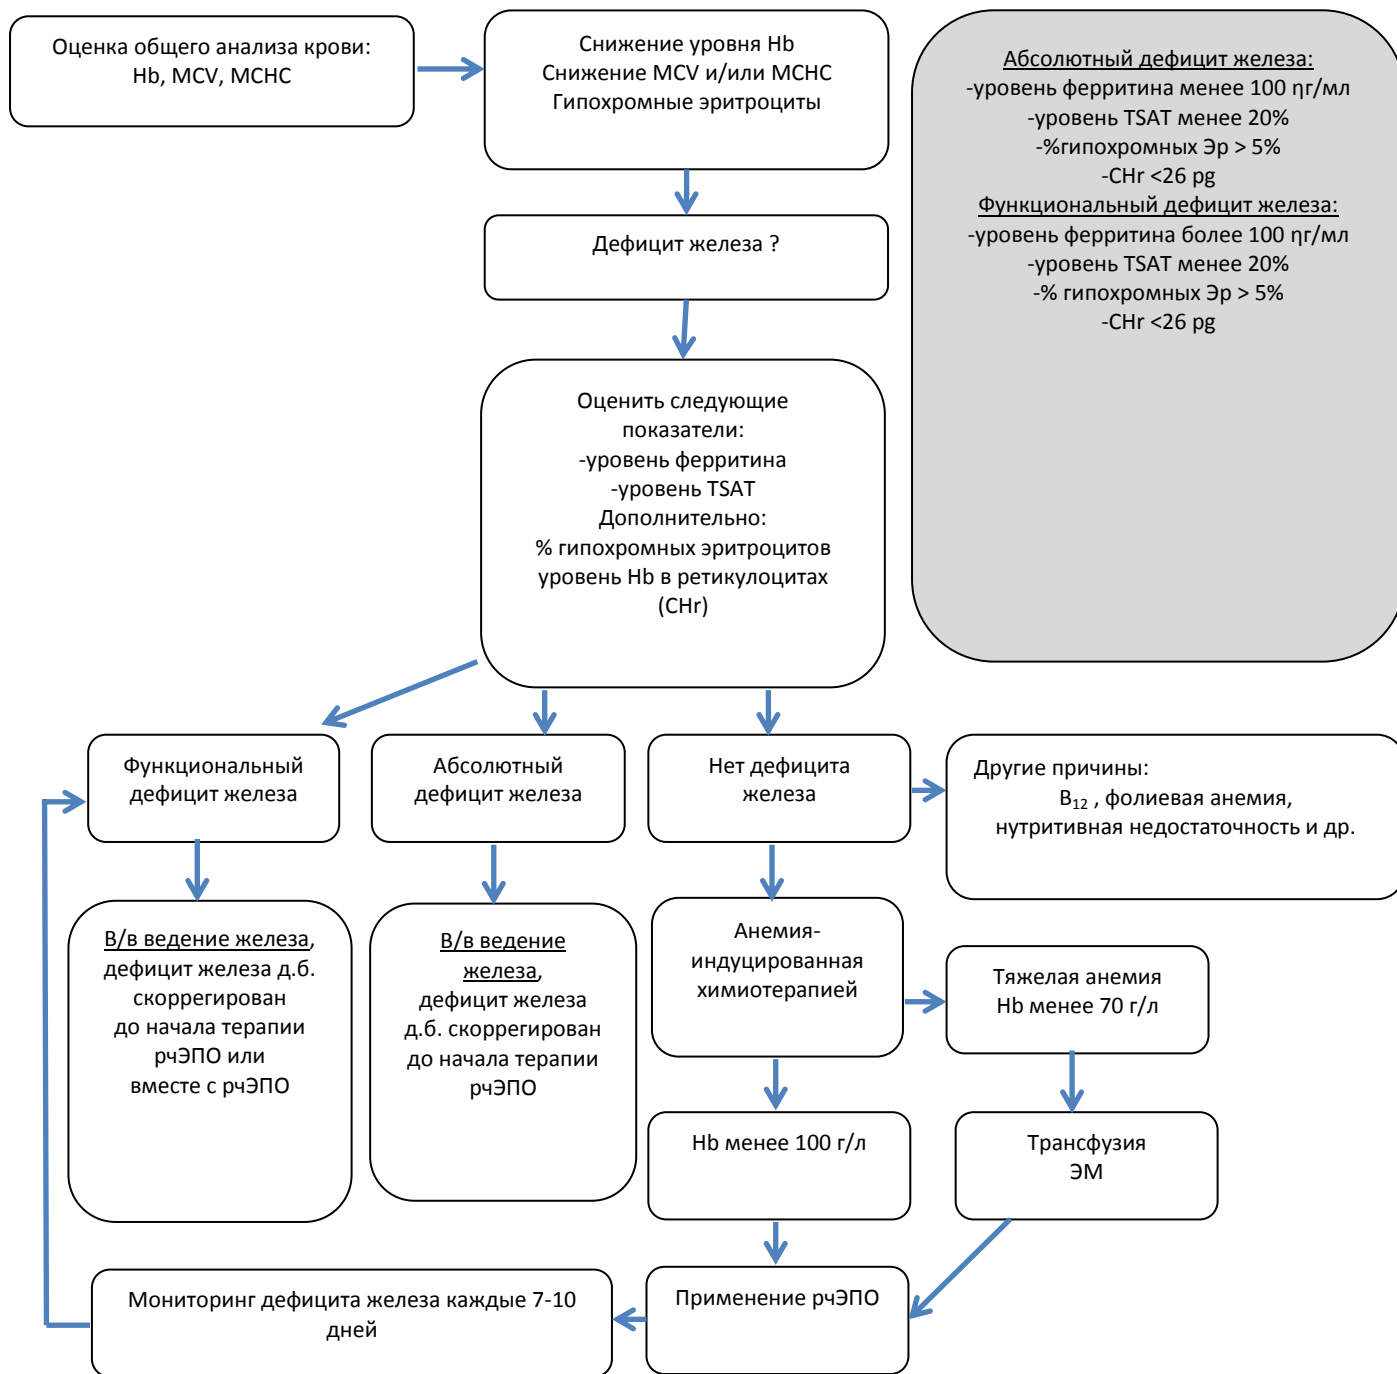 Оценка общего анализа крови:
Hb, MCV, MCHC
Снижение уровня Hb
Снижение MCV и/или MCHC
Гипохромные эритроциты
Абсолютный дефицит железа:
-уровень ферритина менее 100 ηг/мл
-уровень TSAT менее 20%
-%гипохромных Эр > 5%
-CHr <26 pg
Функциональный дефицит железа:
-уровень ферритина более 100 ηг/мл
-уровень TSAT менее 20%
-% гипохромных Эр > 5%
-CHr <26 pg
Дефицит железа ?
Оценить следующие
показатели:
-уровень ферритина
-уровень TSAT
Дополнительно:
% гипохромных эритроцитов
уровень Hb в ретикулоцитах
(CHr)
Функциональный
дефицит железа
Абсолютный
дефицит железа
Нет дефицита
железа
Другие причины:
B₁₂ , фолиевая анемия,
нутритивная недостаточность и др.
В/в ведение железа,
дефицит железа д.б.
скоррегирован
до начала терапии
рчЭПО или
вместе с рчЭПО
В/в ведение
железа,
дефицит железа
д.б. скоррегирован
до начала терапии
рчЭПО
Анемия-
индуцированная
химиотерапией
Тяжелая анемия
Hb менее 70 г/л
Hb менее 100 г/л
Трансфузия
ЭМ
Мониторинг дефицита железа каждые 7-10
дней
Применение рчЭПО